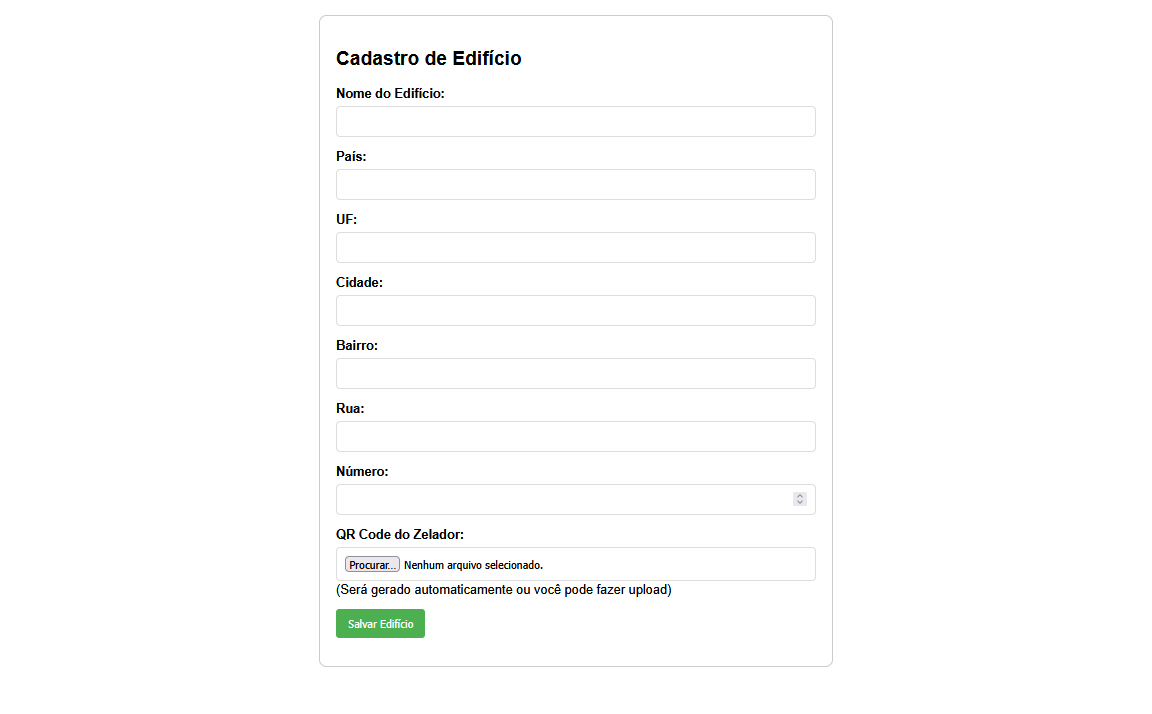 Cadastro de Edifício
Nome do Edifício:
País:
UF:
Cidade:
Bairro:
Rua:
Número:
QR Code do Zelador:
Procurar... Nenhum arquivo selecionado.
(Será gerado automaticamente ou você pode fazer upload)
Salvar Edifício